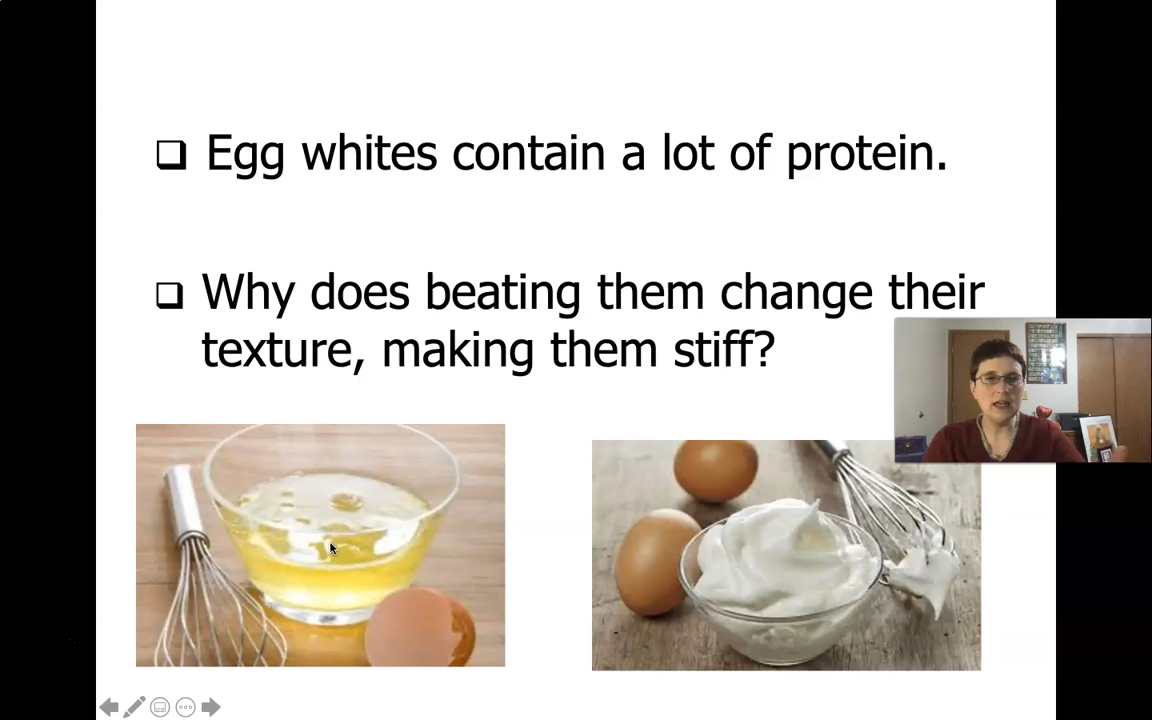 Egg whites contain a lot of protein.
Why does beating them change their
texture, making them stiff?